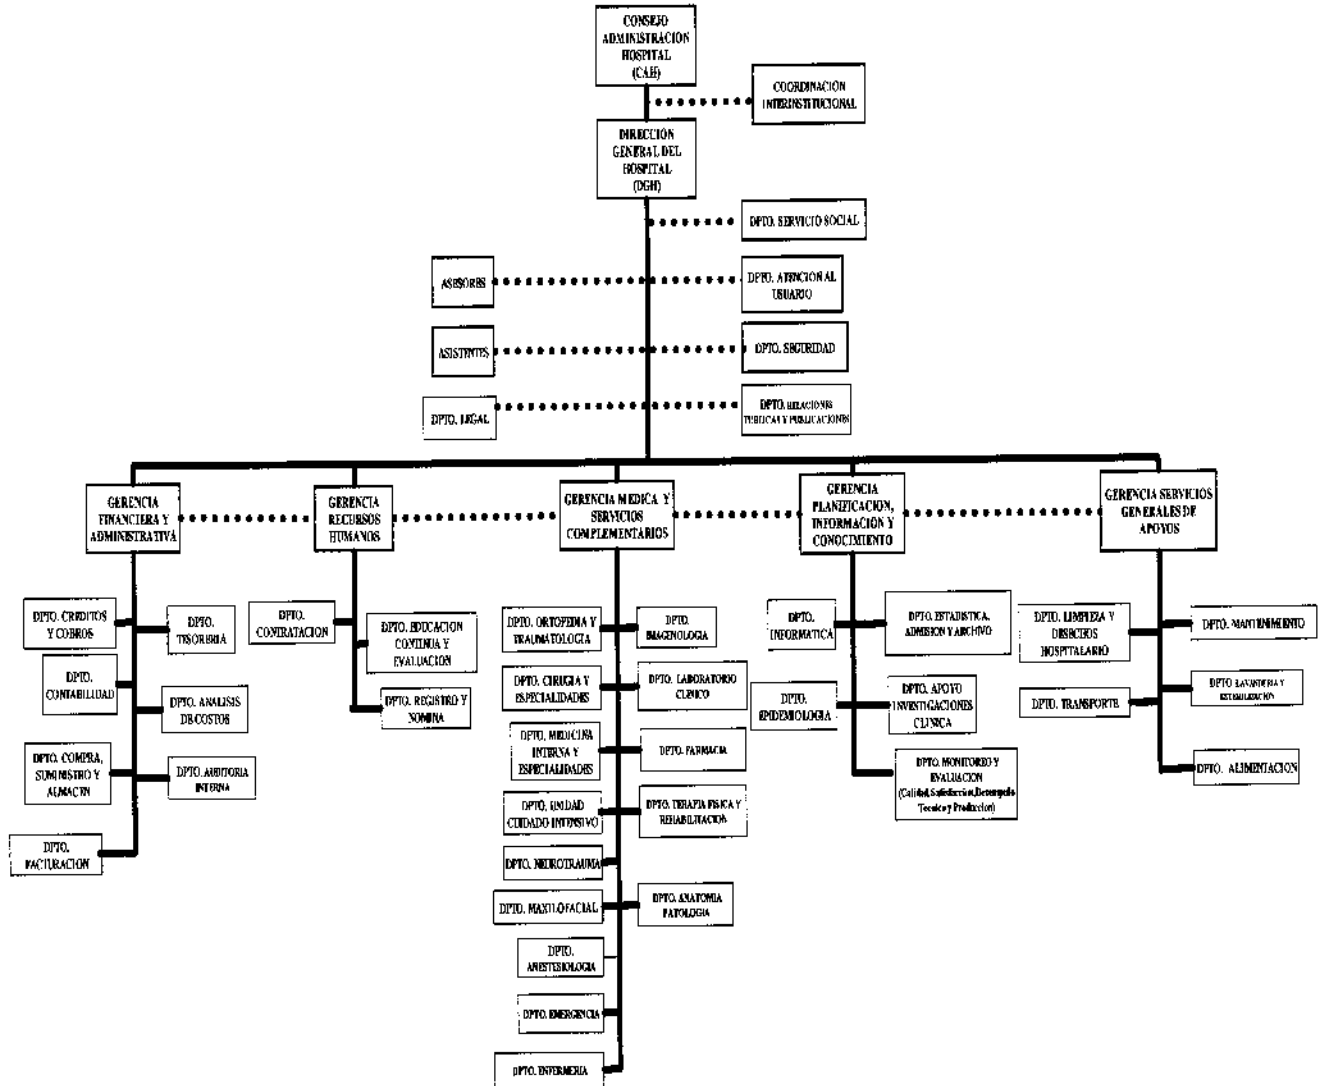 CONSEJO
ADMINISTRACION
HOSPITAL
(CAH)
COORDINACION
INTERINSTITUCIONAL
DIRECCION
GENERAL DEL
HOSPITAL
(DGH)
DPTO. SERVICIO SOCIAL
ASESORES
DPTO. ATENCION AL
USUARIO
ASISTENTES
DPTO. SEGURIDAD
DPTO. LEGAL
DPTO. RELACIONES
PUBLICAS Y PUBLICACIONES
GERENCIA
FINANCIERA Y
ADMINISTRATIVA
GERENCIA
RECURSOS
HUMANOS
GERENCIA MEDICA Y
SERVICIOS
COMPLEMENTARIOS
GERENCIA
PLANIFICACION,
INFORMACION Y
CONOCIMIENTO
GERENCIA SERVICIOS
GENERALES DE
APOYOS
DPTO. CREDITOS
Y COBROS
DPTO.
TESORERIA
DPTO.
CONTABILIDAD
DPTO. ANALISIS
DE COSTOS
DPTO. COMPRA,
SUMINISTRO Y
ALMACEN
DPTO. AUDITORIA
INTERNA
DPTO.
FACTURACION
DPTO.
CONTRATACION
DPTO. EDUCACION
CONTINUA Y
EVALUACION
DPTO. REGISTRO Y
NOMINA
DPTO. ORTOPEDIA Y
TRAUMATOLOGIA
DPTO.
IMAGENOLOGIA
DPTO. CIRUGIA Y
ESPECIALIDADES
DPTO. LABORATORIO
CLINICO
DPTO. MEDICINA
INTERNA Y
ESPECIALIDADES
DPTO. FARMACIA
DPTO. UNIDAD
CUIDADO INTENSIVO
DPTO. TERAPIA FISICA Y
REHABILITACION
DPTO. NEUROTRAUMA
DPTO. MAXILOFACIAL
DPTO. ANATOMIA
PATOLOGIA
DPTO.
ANESTESIOLOGIA
DPTO. EMERGENCIA
DPTO. ENFERMERIA
DPTO.
INFORMATICA
DPTO. ESTADISTICA,
ADMISION Y ARCHIVO
DPTO.
EPIDEMIOLOGIA
DPTO. APOYO
INVESTIGACIONES
CLINICA
DPTO. MONITOREO Y
EVALUACION
(Calidad, Satisfaccion, Desempeño
Tecnico y Produccion)
DPTO. LIMPIEZA Y
DESECHOS
HOSPITALARIO
DPTO. MANTENIMIENTO
DPTO. TRANSPORTE
DPTO. LAVANDERIA Y
ESTERILIZACION
DPTO. ALIMENTACION